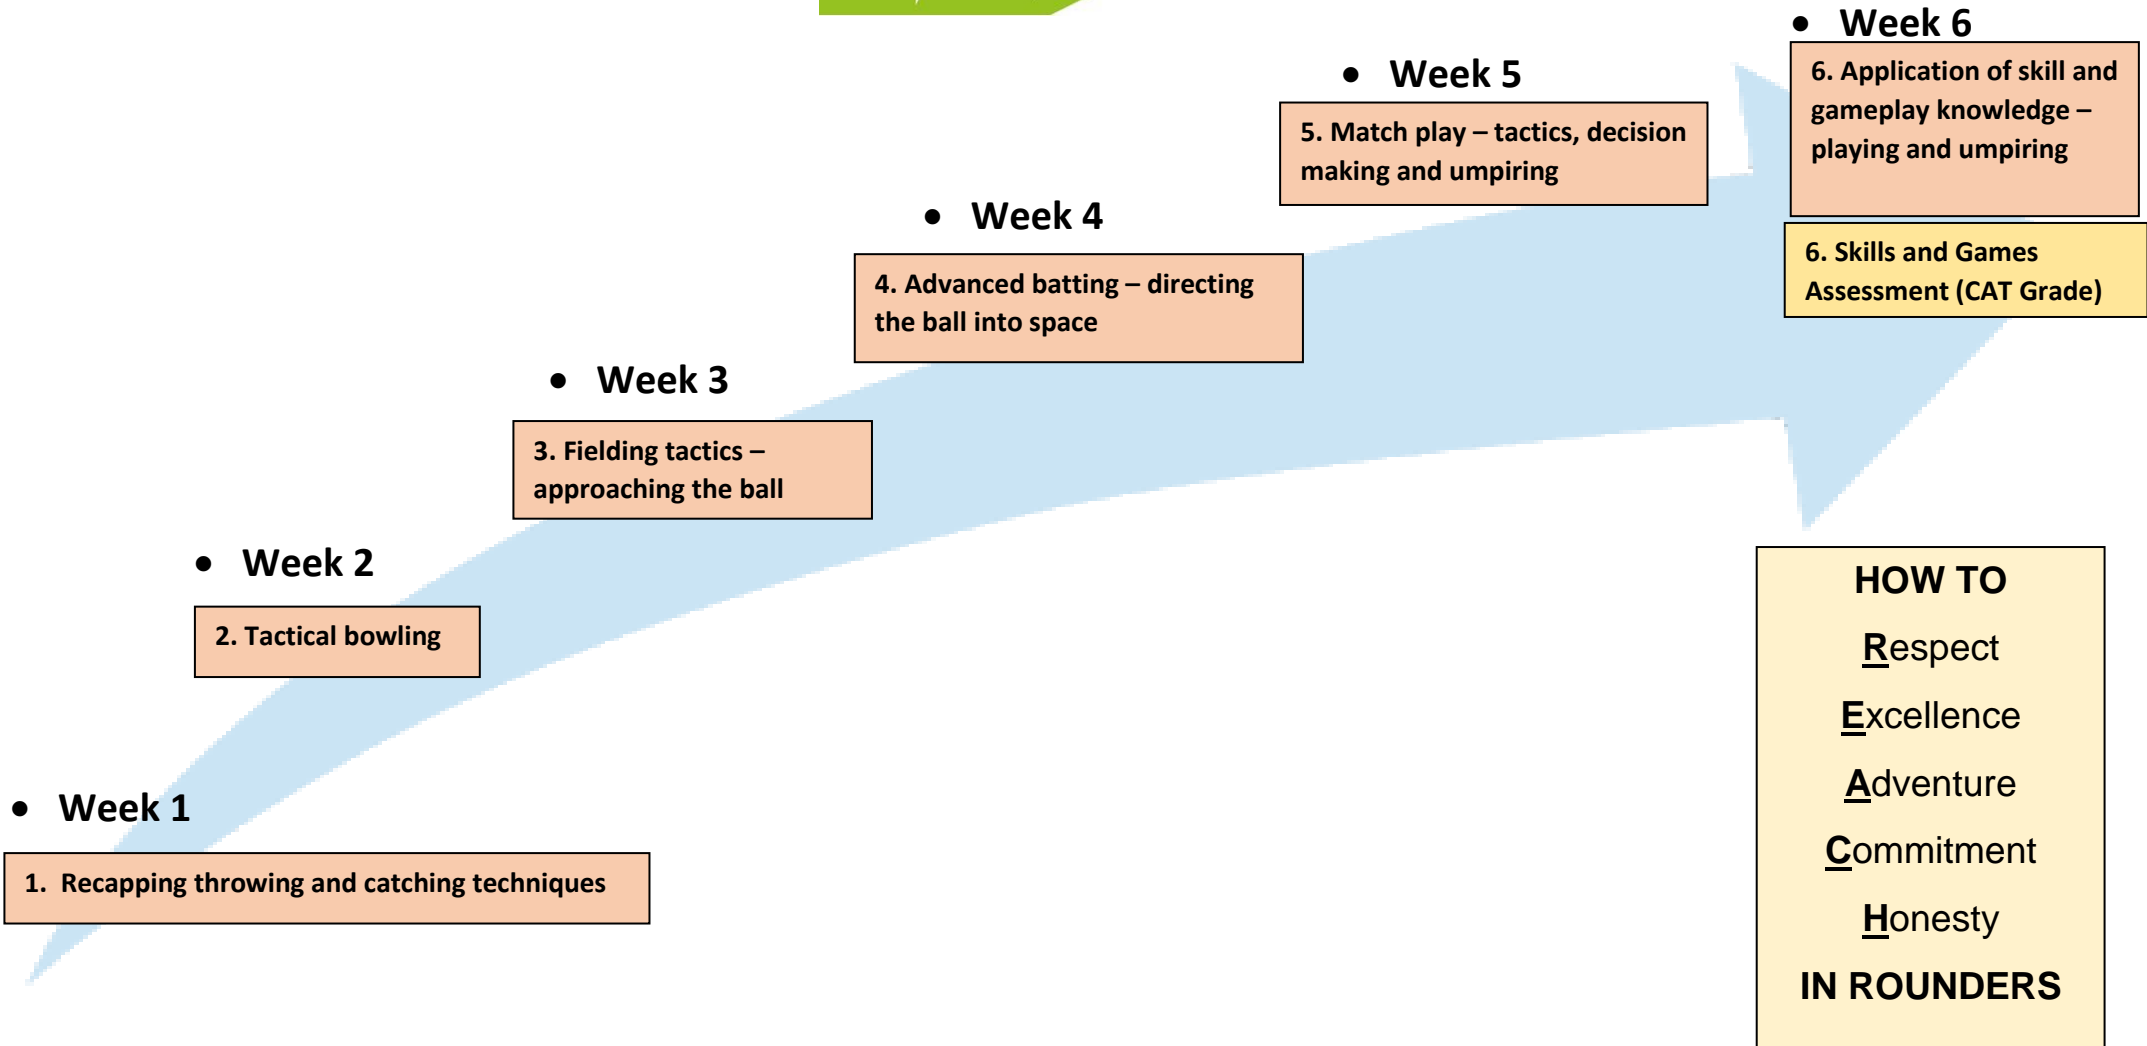 • Week 1
1. Recapping throwing and catching techniques
• Week 2
2. Tactical bowling
• Week 3
3. Fielding tactics –
approaching the ball
• Week 4
4. Advanced batting – directing
the ball into space
• Week 5
5. Match play – tactics, decision
making and umpiring
• Week 6
6. Application of skill and
gameplay knowledge –
playing and umpiring
6. Skills and Games
Assessment (CAT Grade)
HOW TO
Respect
Excellence
Adventure
Commitment
Honesty
IN ROUNDERS